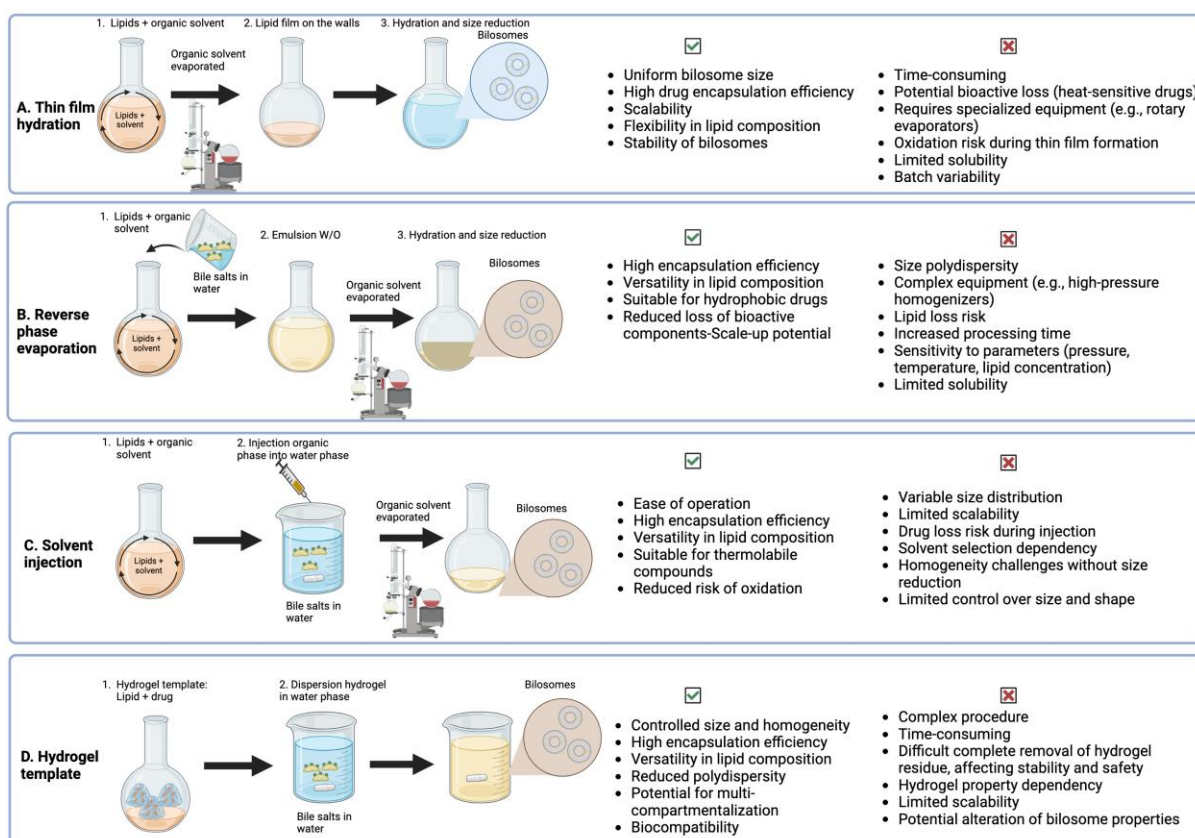 1. Lipids + organic solvent
2. Lipid film on the walls
3. Hydration and size reduction
Bilosomes
Organic solvent
evaporated
A. Thin film
hydration
Lipids +
solvent
• Uniform bilosome size
• High drug encapsulation efficiency
• Scalability
• Flexibility in lipid composition
• Stability of bilosomes
• Time-consuming
• Potential bioactive loss (heat-sensitive drugs)
• Requires specialized equipment (e.g., rotary
evaporators)
• Oxidation risk during thin film formation
• Limited solubility
• Batch variability
1. Lipids + organic
solvent
Bile salts in
water
2. Emulsion W/O
3. Hydration and size reduction
Bilosomes
Organic solvent
evaporated
B. Reverse
phase
evaporation
Lipids +
solvent
• High encapsulation efficiency
• Versatility in lipid composition
• Suitable for hydrophobic drugs
• Reduced loss of bioactive
components-Scale-up potential
• Size polydispersity
• Complex equipment (e.g., high-pressure
homogenizers)
• Lipid loss risk
• Increased processing time
• Sensitivity to parameters (pressure,
temperature, lipid concentration)
• Limited solubility
1. Lipids + organic
solvent
2. Injection organic
phase into water phase
Organic solvent
evaporated
Bilosomes
C. Solvent
injection
Lipids +
solvent
Bile salts in
water
• Ease of operation
• High encapsulation efficiency
• Versatility in lipid composition
• Suitable for thermolabile
compounds
• Reduced risk of oxidation
• Variable size distribution
• Limited scalability
• Drug loss risk during injection
• Solvent selection dependency
• Homogeneity challenges without size
reduction
• Limited control over size and shape
1. Hydrogel template:
Lipid + drug
2. Dispersion hydrogel
in water phase
Bilosomes
D. Hydrogel
template
Bile salts in
water
• Controlled size and homogeneity
• High encapsulation efficiency
• Versatility in lipid composition
• Reduced polydispersity
• Potential for multi-
compartmentalization
• Biocompatibility
• Complex procedure
• Time-consuming
• Difficult complete removal of hydrogel
residue, affecting stability and safety
• Hydrogel property dependency
• Limited scalability
• Potential alteration of bilosome properties